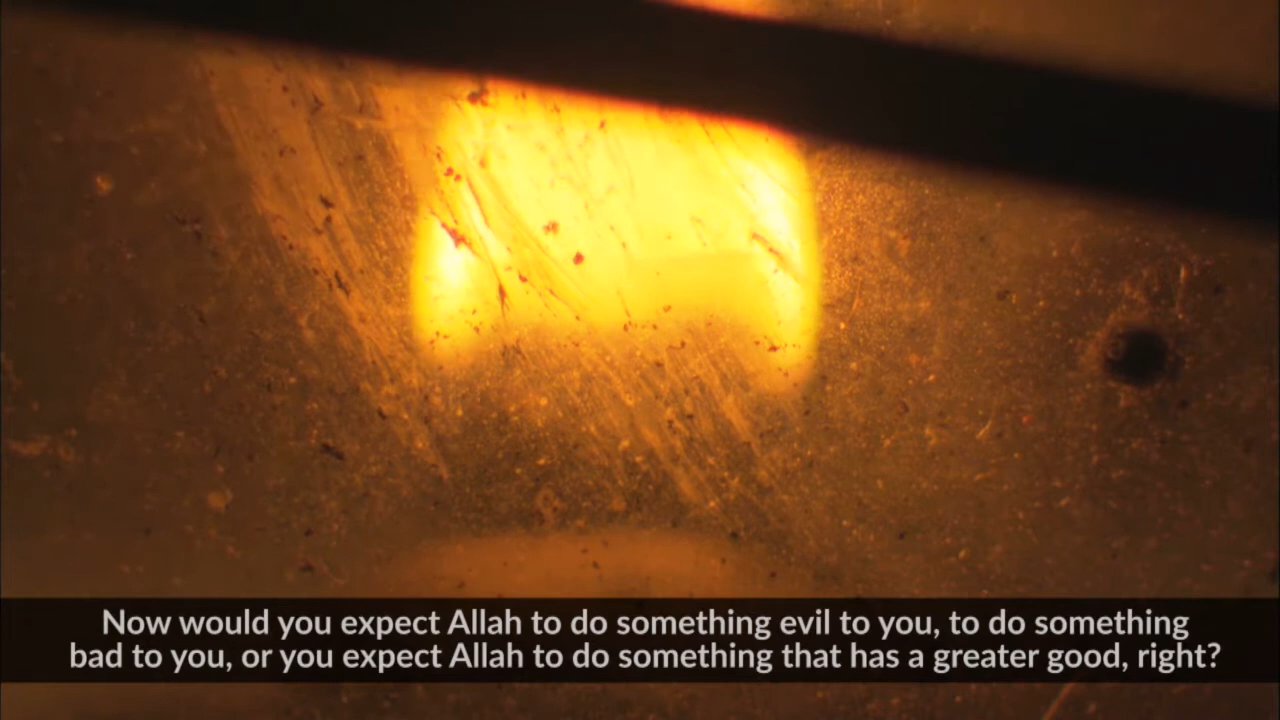 Now would you expect Allah to do something evil to you, to do something
bad to you, or you expect Allah to do something that has a greater good, right?